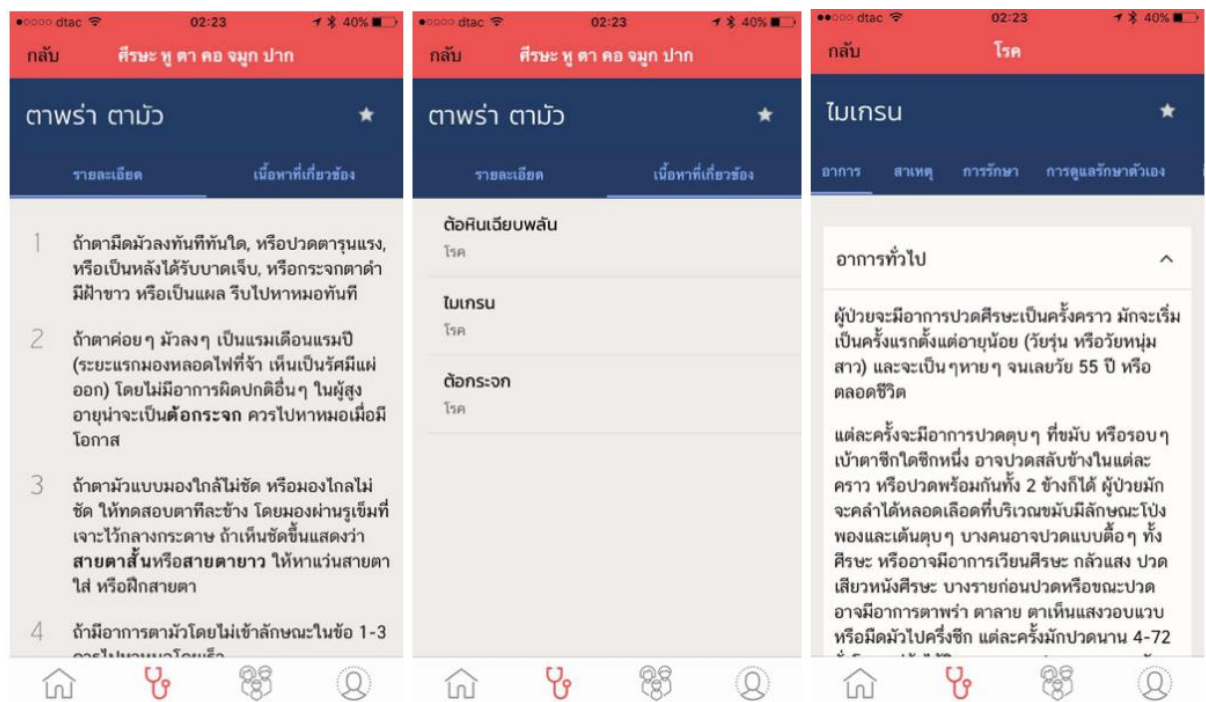 dtac 02:23 40%
กลับ ศีรษะ หู ตา คอ จมูก ปาก
ตาพร่า ตามัว
รายละเอียด เนื้อหาที่เกี่ยวข้อง
1 ถ้าตามืดมัวลงทันทีทันใด, หรือปวดตารุนแรง,
หรือเป็นหลังได้รับบาดเจ็บ, หรือกระจกตาดำ
มีฝ้าขาว หรือเป็นแผล รีบไปหาหมอทันที
2 ถ้าตาค่อยๆ มัวลงๆ เป็นแรมเดือนแรมปี
(ระยะแรกมองหลอดไฟที่จ้า เห็นเป็นรัศมีแผ่
ออก) โดยไม่มีอาการผิดปกติอื่นๆ ในผู้สูง
อายุน่าจะเป็นต้อกระจก ควรไปหาหมอเมื่อมี
โอกาส
3 ถ้าตามัวแบบมองใกล้ไม่ชัด หรือมองไกลไม่
ชัด ให้ทดสอบตาทีละข้าง โดยมองผ่านรูเข็มที่
เจาะไว้กลางกระดาษ ถ้าเห็นชัดขึ้นแสดงว่า
สายตาสั้นหรือสายตายาว ให้หาแว่นสายตา
ใส่ หรือฝึกสายตา
4 ถ้ามีอาการตามัวโดยไม่เข้าลักษณะในข้อ 1-3
ควรไปหาหมอโดยเร็ว
dtac 02:23 40%
กลับ ศีรษะ หู ตา คอ จมูก ปาก
ตาพร่า ตามัว
รายละเอียด เนื้อหาที่เกี่ยวข้อง
ต้อหินเฉียบพลัน
โรค
ไมเกรน
โรค
ต้อกระจก
โรค
dtac 02:23 40%
กลับ โรค
ไมเกรน
อาการ สาเหตุ การรักษา การดูแลรักษาตัวเอง
อาการทั่วไป
ผู้ป่วยจะมีอาการปวดศีรษะเป็นครั้งคราว มักจะเริ่ม
เป็นครั้งแรกตั้งแต่อายุน้อย (วัยรุ่น หรือวัยหนุ่ม
สาว) และจะเป็นๆหายๆ จนเลยวัย 55 ปี หรือ
ตลอดชีวิต
แต่ละครั้งจะมีอาการปวดตุบๆ ที่ขมับ หรือรอบๆ
เบ้าตาซีกใดซีกหนึ่ง อาจปวดสลับข้างในแต่ละ
คราว หรือปวดพร้อมกันทั้ง 2 ข้างก็ได้ ผู้ป่วยมัก
จะคลำได้หลอดเลือดที่บริเวณขมับมีลักษณะโป่ง
พองและเต้นตุบๆ บางคนอาจปวดแบบตื้อๆ ทั้ง
ศีรษะ หรืออาจมีอาการเวียนศีรษะ กลัวแสง ปวด
เสียวหนังศีรษะ บางรายก่อนปวดหรือขณะปวด
อาจมีอาการตาพร่า ตาลาย ตาเห็นแสงวอบแวบ
หรือมืดมัวไปครึ่งซีก แต่ละครั้งมักปวดนาน 4-72